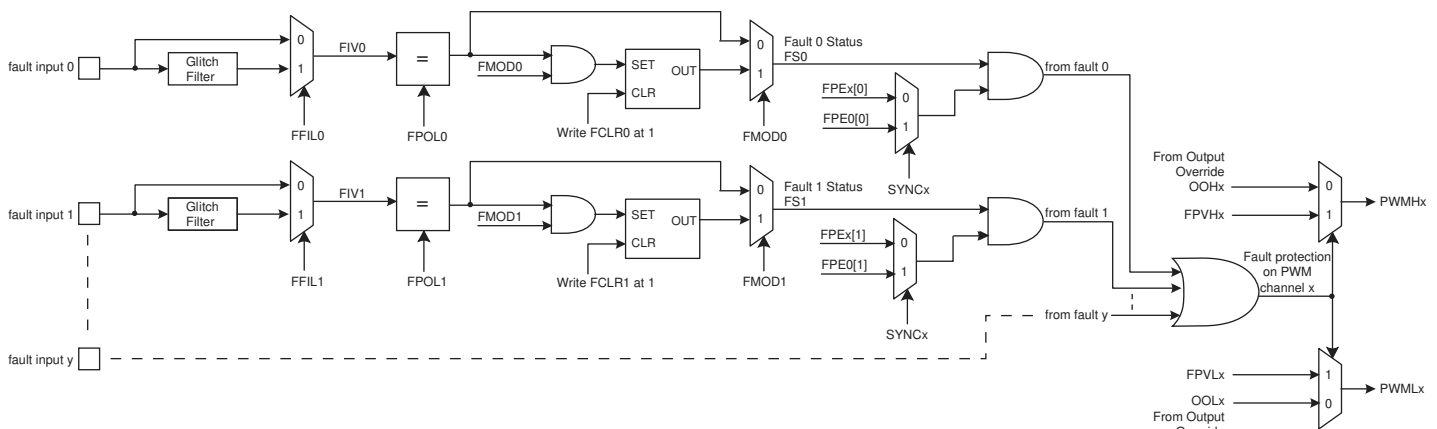 fault input 0
Glitch
Filter
0
1
FFIL0
FIV0
=
FPOL0
FMOD0
SET
OUT
CLR
Write FCLR0 at 1
0
1
FMOD0
Fault 0 Status
FS0
FPEx[0]
FPE0[0]
0
1
SYNCx
from fault 0
fault input 1
Glitch
Filter
0
1
FFIL1
FIV1
=
FPOL1
FMOD1
SET
OUT
CLR
Write FCLR1 at 1
0
1
FMOD1
Fault 1 Status
FS1
FPEx[1]
FPE0[1]
0
1
SYNCx
from fault 1
fault input y
from fault y
Fault protection
on PWM
channel x
From Output
Override
OOHx
FPVHx
0
1
PWMHx
FPVLx
OOLx
From Output
1
0
PWMLx